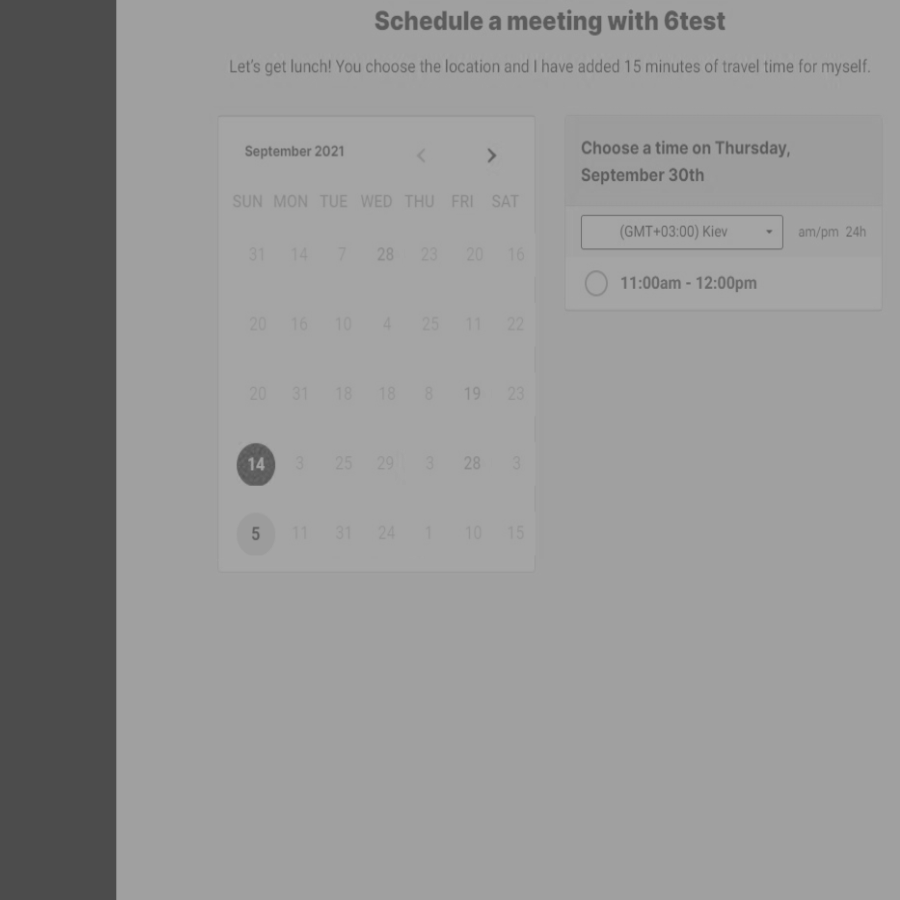 Schedule a meeting with 6test
Let's get lunch! You choose the location and I have added 15 minutes of travel time for myself.
September 2021
SUN MON TUE WED THU FRI SAT
31 14 7 28 23 20 16
20 16 10 4 25 11 22
20 31 18 18 8 19 23
14 3 25 29 3 28 3
5 11 31 24 1 10 15
Choose a time on Thursday,
September 30th
(GMT+03:00) Kiev am/pm 24h
11:00am - 12:00pm